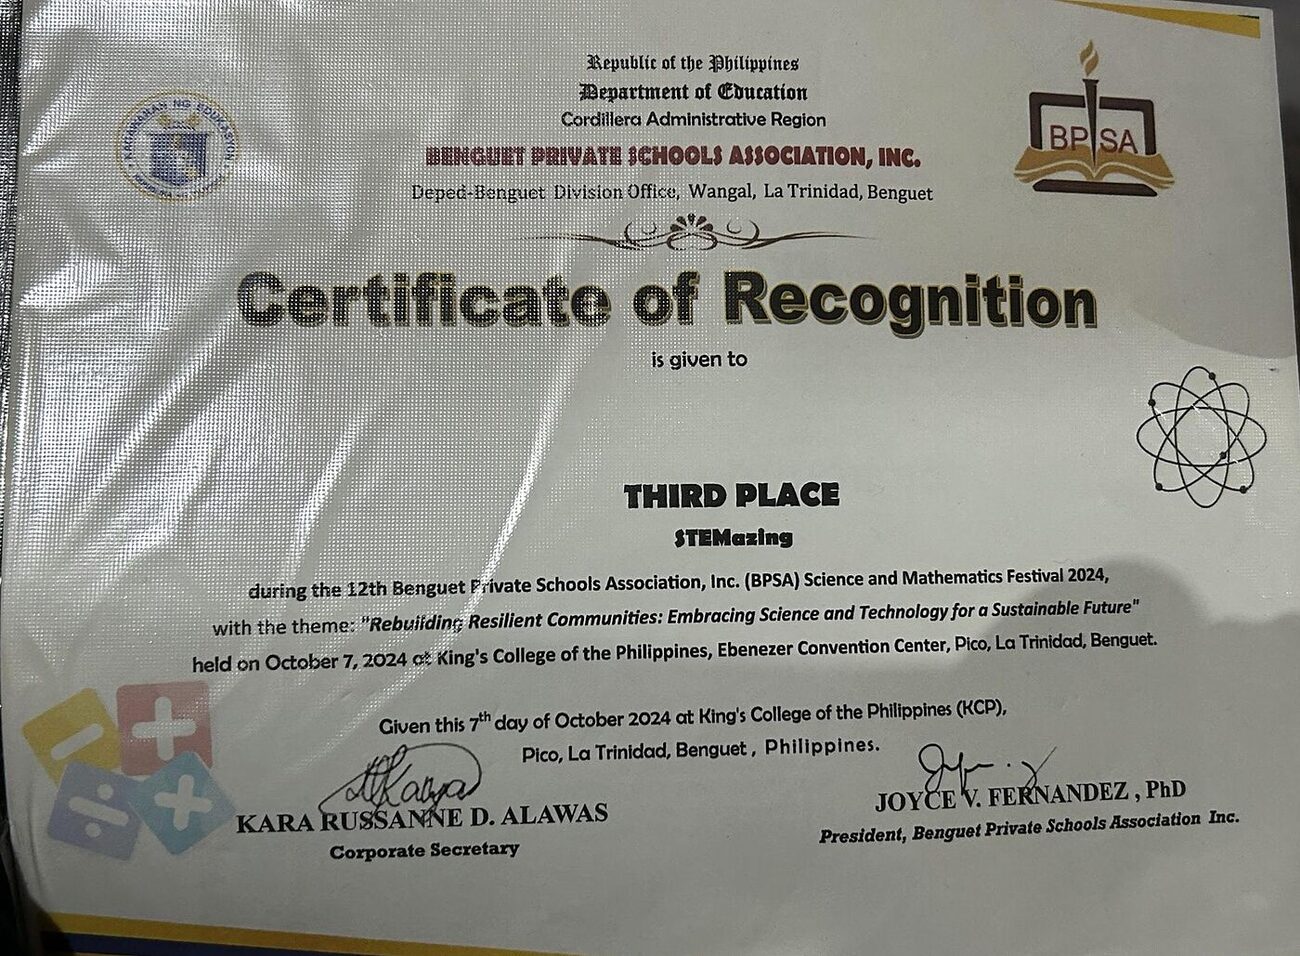 Republic of the Philippines
Department of Education
Cordillera Administrative Region
BENGUET PRIVATE SCHOOLS ASSOCIATION, INC.
Deped-Benguet Division Office, Wangal, La Trinidad, Benguet
KAGAWARAN NG EDUKASYON
BPSA
Certificate of Recognition
is given to
THIRD PLACE
STEMazing
during the 12th Benguet Private Schools Association, Inc. (BPSA) Science and Mathematics Festival 2024,
with the theme: "Rebuilding Resilient Communities: Embracing Science and Technology for a Sustainable Future"
held on October 7, 2024 at King's College of the Philippines, Ebenezer Convention Center, Pico, La Trinidad, Benguet.
Given this 7th day of October 2024 at King's College of the Philippines (KCP),
Pico, La Trinidad, Benguet, Philippines.
KARA RUSSANNE D. ALAWAS
Corporate Secretary
JOYCE V. FERNANDEZ, PhD
President, Benguet Private Schools Association Inc.